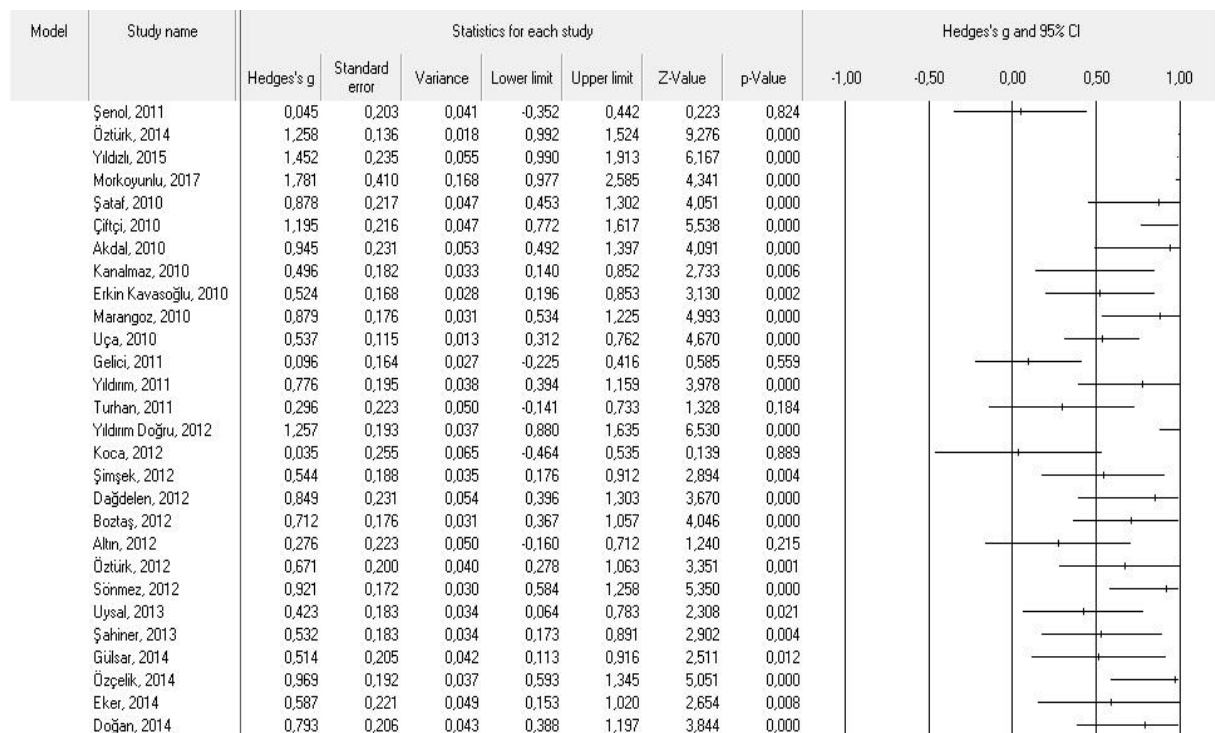 Model Study name Statistics for each study Hedges's g and 95% CI
Hedges's g Standard error Variance Lower limit Upper limit Z-Value p-Value -1,00 -0,50 0,00 0,50 1,00
Şenol, 2011 0,045 0,203 0,041 -0,352 0,442 0,223 0,824
Öztürk, 2014 1,258 0,136 0,018 0,992 1,524 9,276 0,000
Yıldızlı, 2015 1,452 0,235 0,055 0,990 1,913 6,167 0,000
Morkoyunlu, 2017 1,781 0,410 0,168 0,977 2,585 4,341 0,000
Şataf, 2010 0,878 0,217 0,047 0,453 1,302 4,051 0,000
Çiftçi, 2010 1,195 0,216 0,047 0,772 1,617 5,538 0,000
Akdal, 2010 0,945 0,231 0,053 0,492 1,397 4,091 0,000
Kanalmaz, 2010 0,496 0,182 0,033 0,140 0,852 2,733 0,006
Erkin Kavasoğlu, 2010 0,524 0,168 0,028 0,196 0,853 3,130 0,002
Marangoz, 2010 0,879 0,176 0,031 0,534 1,225 4,993 0,000
Uça, 2010 0,537 0,115 0,013 0,312 0,762 4,670 0,000
Gelici, 2011 0,096 0,164 0,027 -0,225 0,416 0,585 0,559
Yıldırım, 2011 0,776 0,195 0,038 0,394 1,159 3,978 0,000
Turhan, 2011 0,296 0,223 0,050 -0,141 0,733 1,328 0,184
Yıldırım Doğru, 2012 1,257 0,193 0,037 0,880 1,635 6,530 0,000
Koca, 2012 0,035 0,255 0,065 -0,464 0,535 0,139 0,889
Şimşek, 2012 0,544 0,188 0,035 0,176 0,912 2,894 0,004
Dağdelen, 2012 0,849 0,231 0,054 0,396 1,303 3,670 0,000
Boztaş, 2012 0,712 0,176 0,031 0,367 1,057 4,046 0,000
Altın, 2012 0,276 0,223 0,050 -0,160 0,712 1,240 0,215
Öztürk, 2012 0,671 0,200 0,040 0,278 1,063 3,351 0,001
Sönmez, 2012 0,921 0,172 0,030 0,584 1,258 5,350 0,000
Uysal, 2013 0,423 0,183 0,034 0,064 0,783 2,308 0,021
Şahiner, 2013 0,532 0,183 0,034 0,173 0,891 2,902 0,004
Gülsar, 2014 0,514 0,205 0,042 0,113 0,916 2,511 0,012
Özçelik, 2014 0,969 0,192 0,037 0,593 1,345 5,051 0,000
Eker, 2014 0,587 0,221 0,049 0,153 1,020 2,654 0,008
Doğan, 2014 0,793 0,206 0,043 0,388 1,197 3,844 0,000